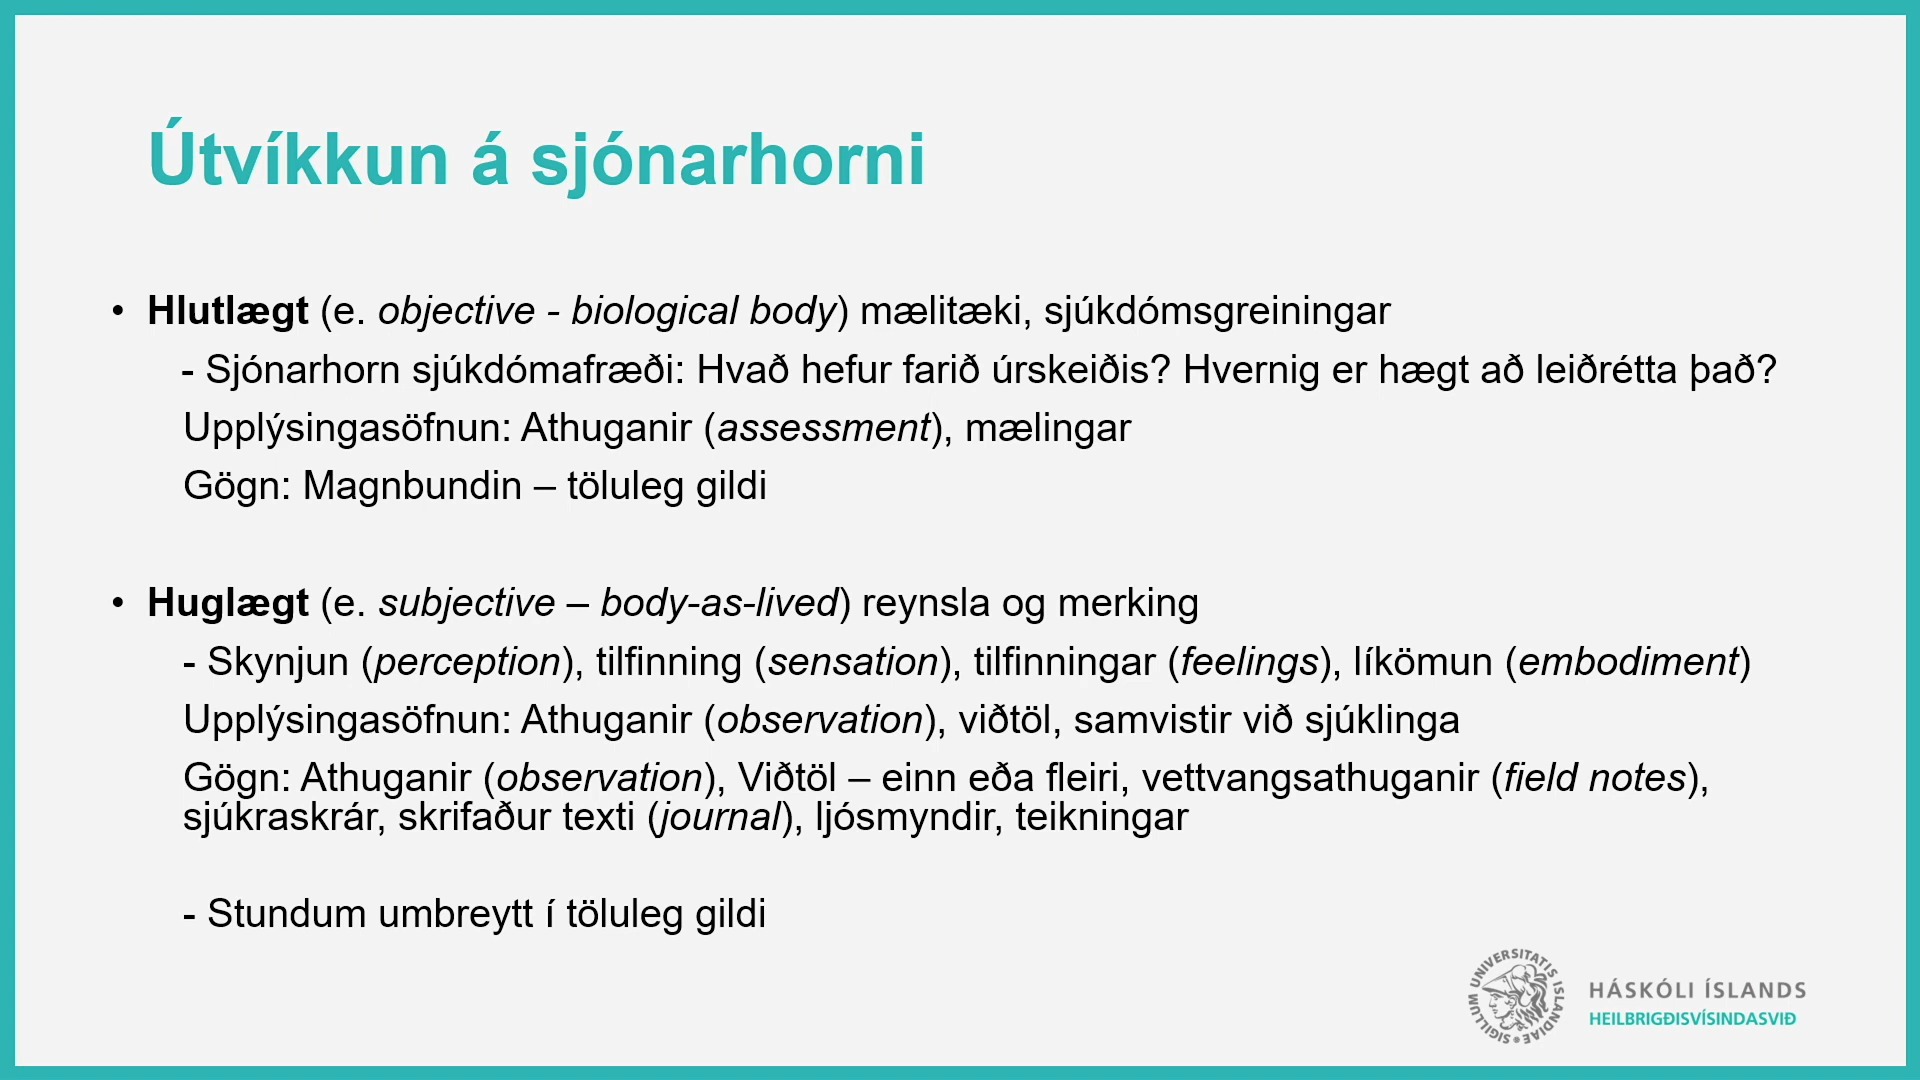 Útvíkkun á sjónarhorni
• Hlutlægt (e. objective - biological body) mælitæki, sjúkdómsgreiningar
- Sjónarhorn sjúkdómafræði: Hvað hefur farið úrskeiðis? Hvernig er hægt að leiðrétta það?
Upplýsingasöfnun: Athuganir (assessment), mælingar
Gögn: Magnbundin – töluleg gildi
• Huglægt (e. subjective – body-as-lived) reynsla og merking
- Skynjun (perception), tilfinning (sensation), tilfinningar (feelings), líkömun (embodiment)
Upplýsingasöfnun: Athuganir (observation), viðtöl, samvistir við sjúklinga
Gögn: Athuganir (observation), Viðtöl – einn eða fleiri, vettvangsathuganir (field notes),
sjúkraskrár, skrifaður texti (journal), ljósmyndir, teikningar
- Stundum umbreytt í töluleg gildi
SIGILLUM UNIVERSITATIS ISLANDIAE
HÁSKÓLI ÍSLANDS
HEILBRIGÐISVÍSINDASVIÐ